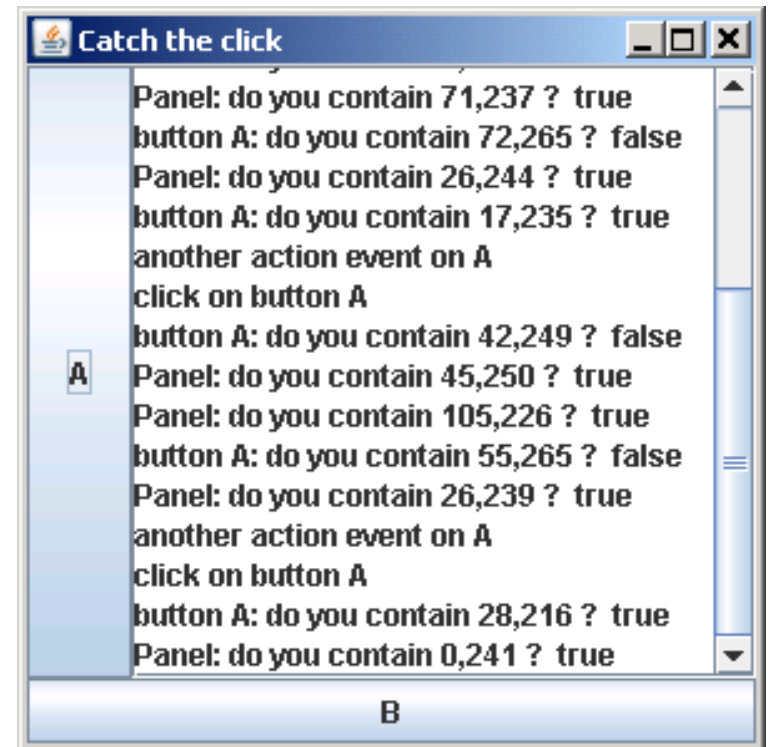 Catch the click
Panel: do you contain 71,237 ? true
button A: do you contain 72,265 ? false
Panel: do you contain 26,244 ? true
button A: do you contain 17,235 ? true
another action event on A
click on button A
button A: do you contain 42,249 ? false
A
Panel: do you contain 45,250 ? true
Panel: do you contain 105,226 ? true
button A: do you contain 55,265 ? false
Panel: do you contain 26,239 ? true
another action event on A
click on button A
button A: do you contain 28,216 ? true
Panel: do you contain 0,241 ? true
B